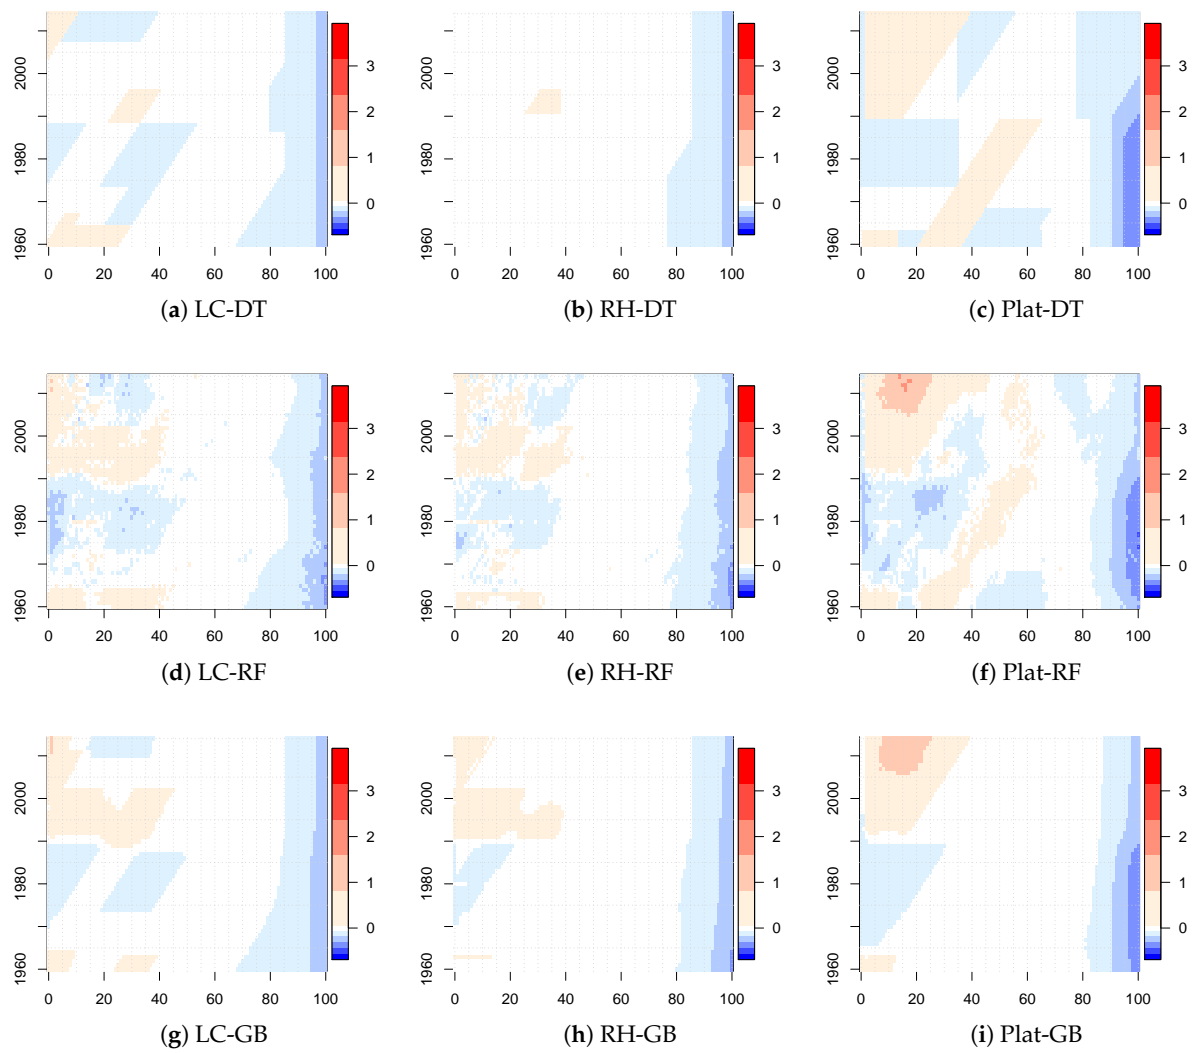 1960 1980 2000
0 20 40 60 80 100
0 1 2 3
(a) LC-DT
1960 1980 2000
0 20 40 60 80 100
0 1 2 3
(b) RH-DT
1960 1980 2000
0 20 40 60 80 100
0 1 2 3
(c) Plat-DT
1960 1980 2000
0 20 40 60 80 100
0 1 2 3
(d) LC-RF
1960 1980 2000
0 20 40 60 80 100
0 1 2 3
(e) RH-RF
1960 1980 2000
0 20 40 60 80 100
0 1 2 3
(f) Plat-RF
1960 1980 2000
0 20 40 60 80 100
0 1 2 3
(g) LC-GB
1960 1980 2000
0 20 40 60 80 100
0 1 2 3
(h) RH-GB
1960 1980 2000
0 20 40 60 80 100
0 1 2 3
(i) Plat-GB